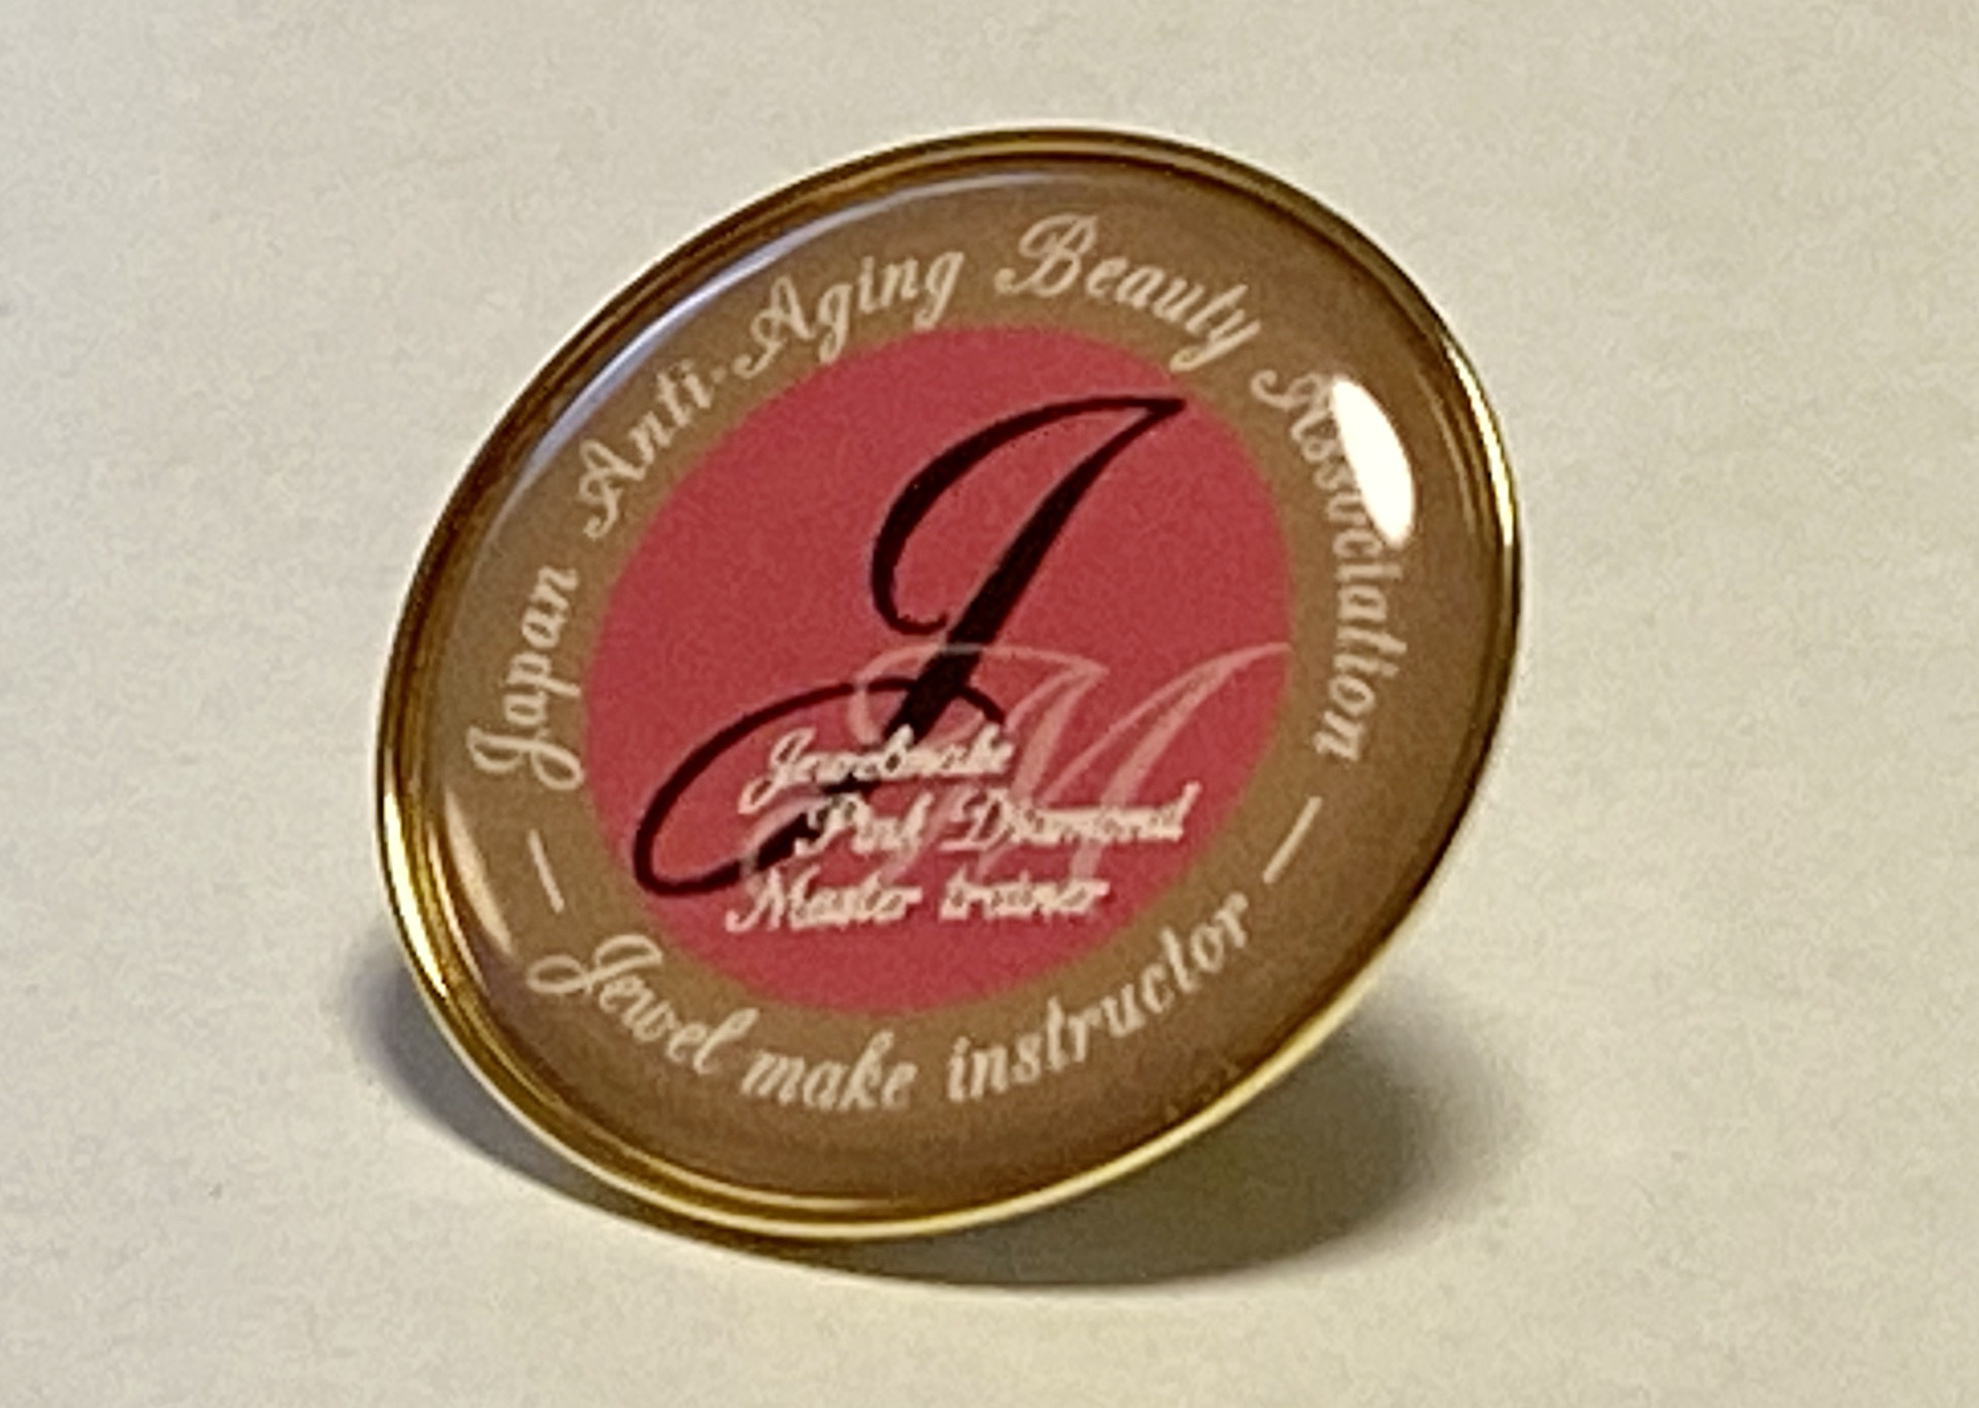 Japan Anti-Aging Beauty Association
J
M
Jewelmake
Pink Diamond
Master trainer
— Jewel make instructor —